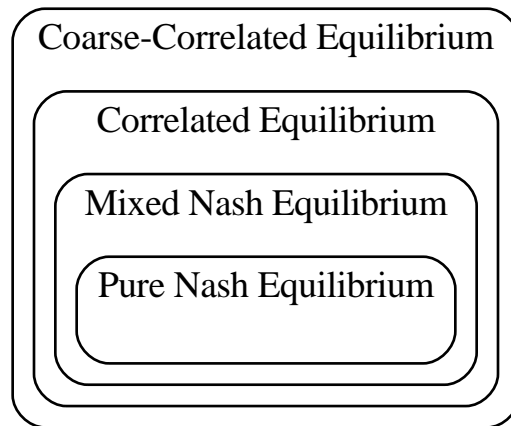 Coarse-Correlated Equilibrium
Correlated Equilibrium
Mixed Nash Equilibrium
Pure Nash Equilibrium